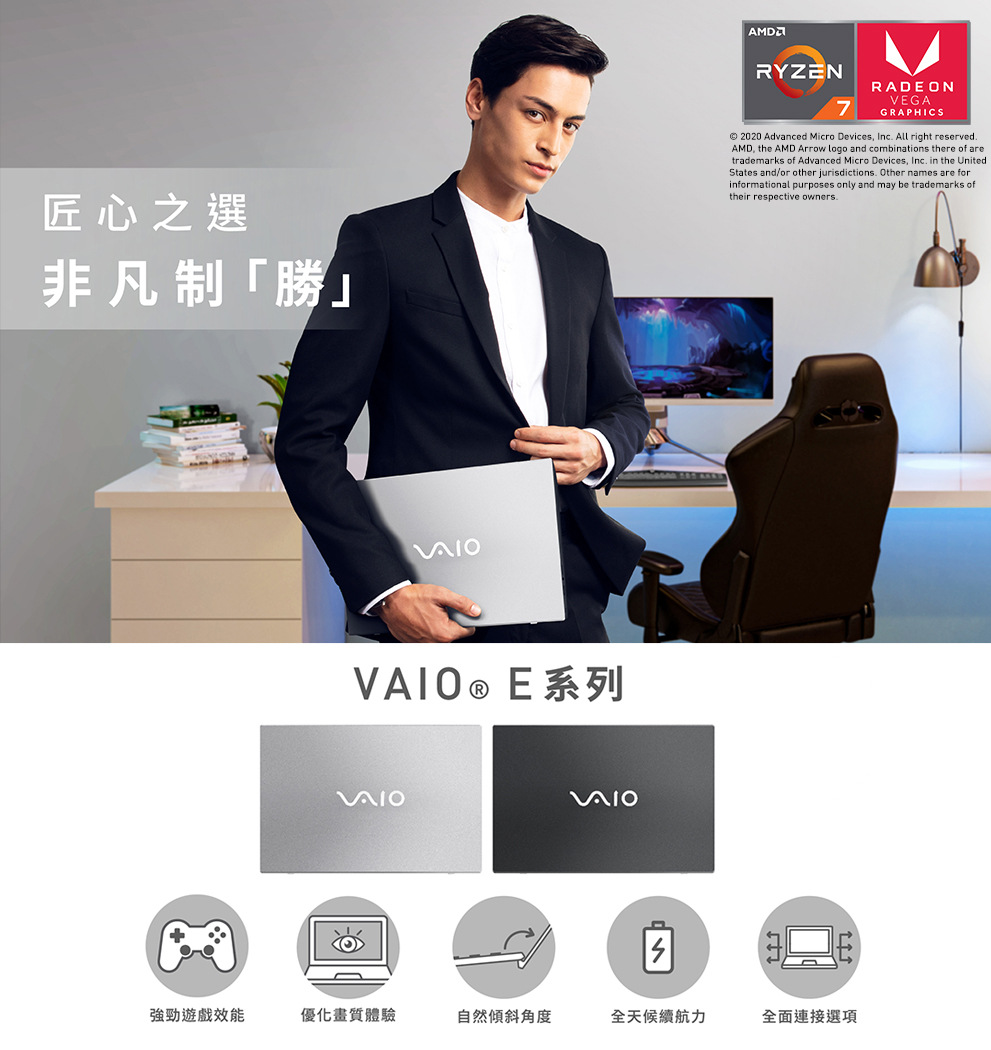 AMD
RYZEN
7
RADEON
VEGA
GRAPHICS
© 2020 Advanced Micro Devices, Inc. All right reserved.
AMD, the AMD Arrow logo and combinations there of are
trademarks of Advanced Micro Devices, Inc. in the United
States and/or other jurisdictions. Other names are for
informational purposes only and may be trademarks of
their respective owners.
匠心之選
非凡制「勝」
VAIO
VAIO® E系列
VAIO
VAIO
強勁遊戲效能
優化畫質體驗
自然傾斜角度
全天候續航力
全面連接選項